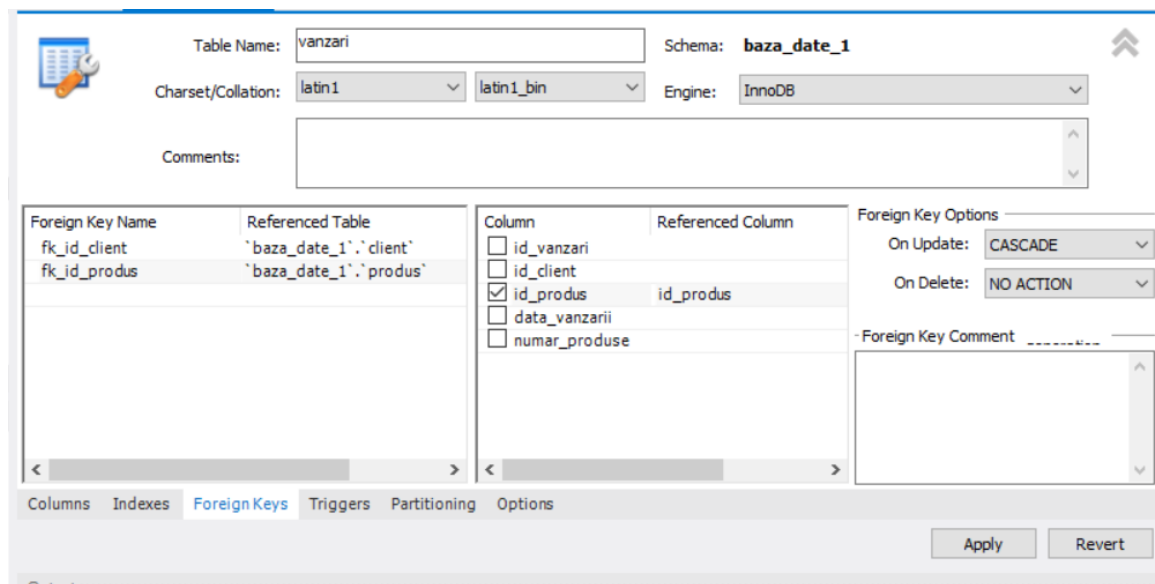 Table Name: vanzari Schema: baza_date_1
Charset/Collation: latin1 latin1_bin Engine: InnoDB
Comments:
Foreign Key Name Referenced Table
fk_id_client `baza_date_1`.`client`
fk_id_produs `baza_date_1`.`produs`
Column Referenced Column
id_vanzari
id_client
id_produs id_produs
data_vanzarii
numar_produse
Foreign Key Options
On Update: CASCADE
On Delete: NO ACTION
Foreign Key Comment
Columns Indexes Foreign Keys Triggers Partitioning Options
Apply Revert